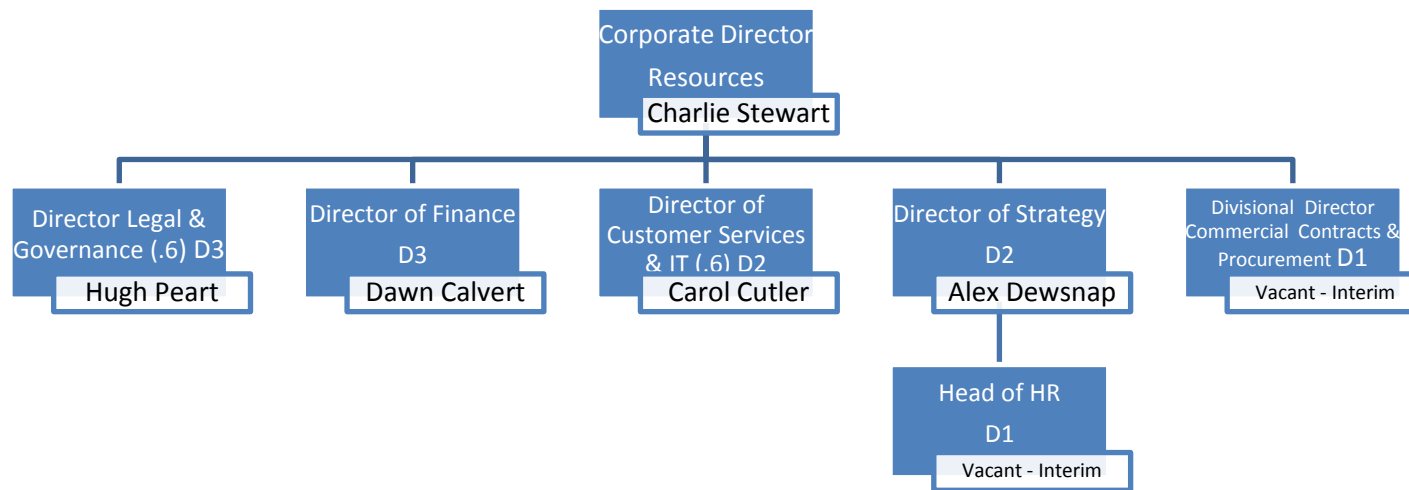 Corporate Director
Resources
Charlie Stewart
Director Legal &
Governance (.6) D3
Hugh Peart
Director of Finance
D3
Dawn Calvert
Director of
Customer Services
& IT (.6) D2
Carol Cutler
Director of Strategy
D2
Alex Dewsnap
Divisional Director
Commercial Contracts &
Procurement D1
Vacant - Interim
Head of HR
D1
Vacant - Interim